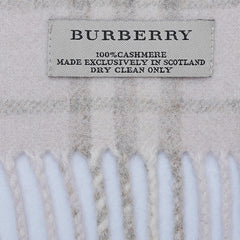 BURBERRY
100% CASHMERE
MADE EXCLUSIVELY IN SCOTLAND
DRY CLEAN ONLY